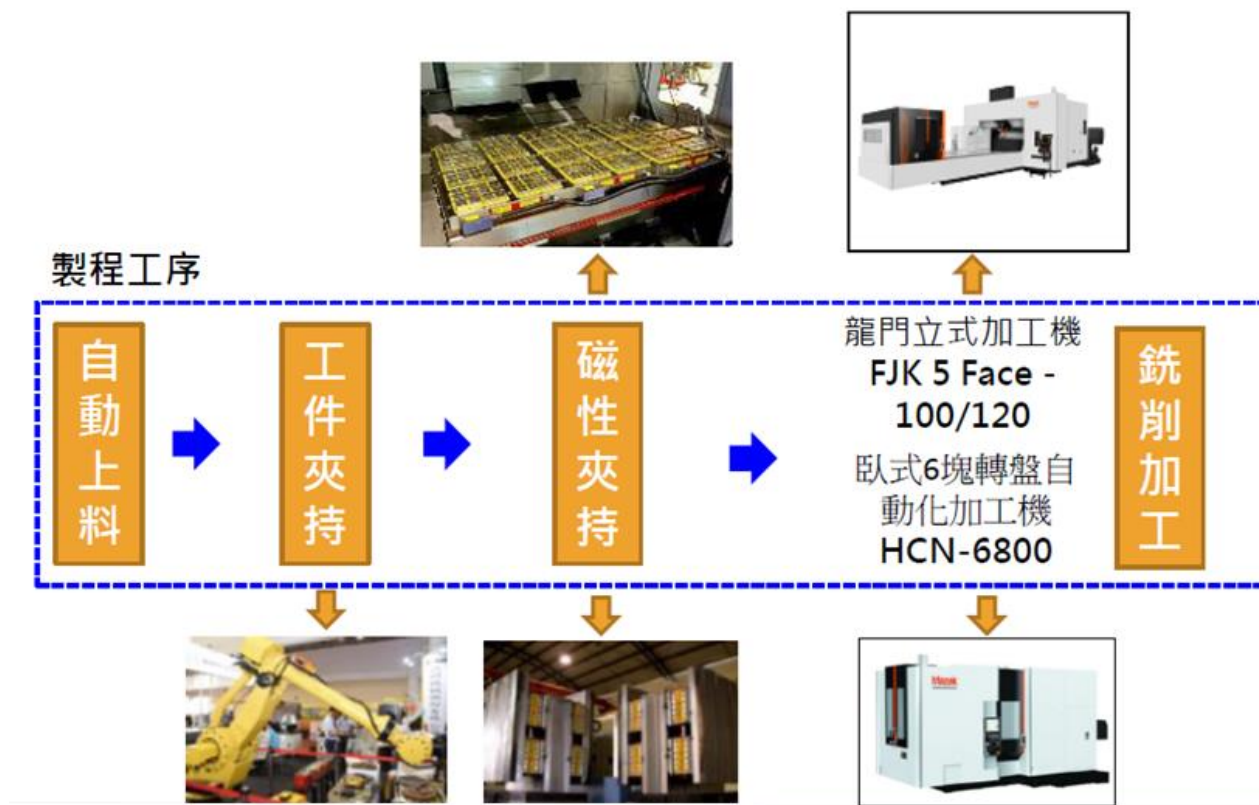 製程工序
自動上料
工件夾持
磁性夾持
龍門立式加工機
FJK 5 Face -
100/120
臥式6塊轉盤自
動化加工機
HCN-6800
銑削加工
Mazak